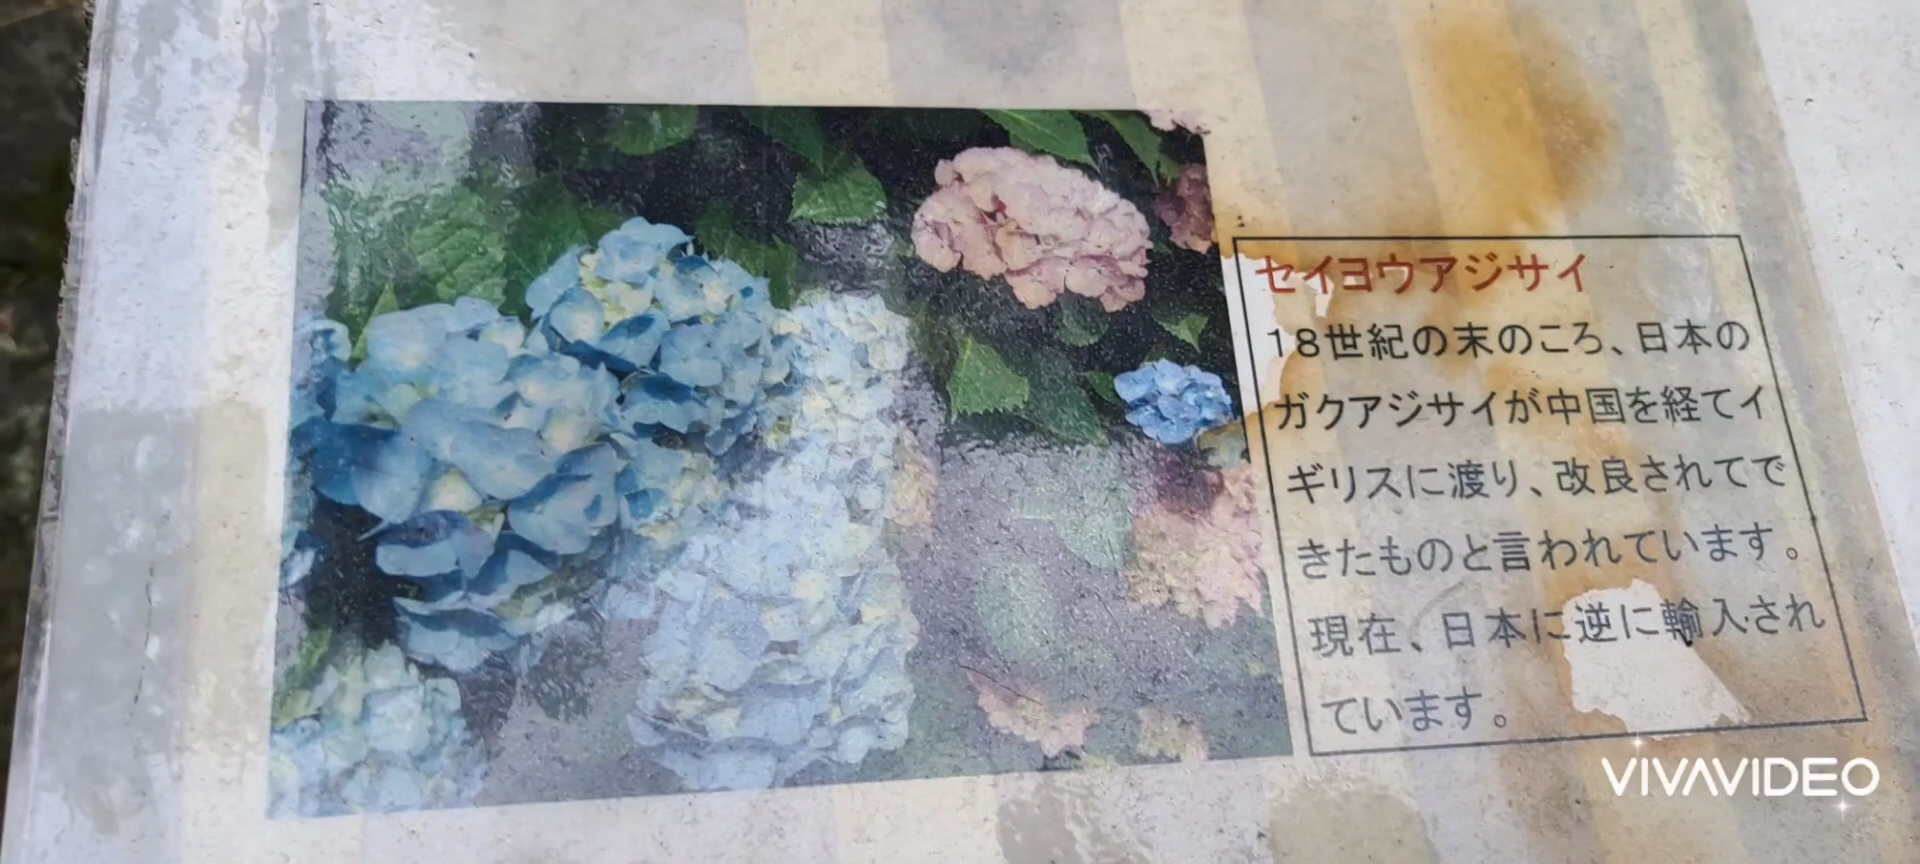 セイヨウアジサイ
18世紀の末のころ、日本の
ガクアジサイが中国を経てイ
ギリスに渡り、改良されてで
きたものと言われています。
現在、日本に逆に輸入され
ています。
VIVAVIDEO